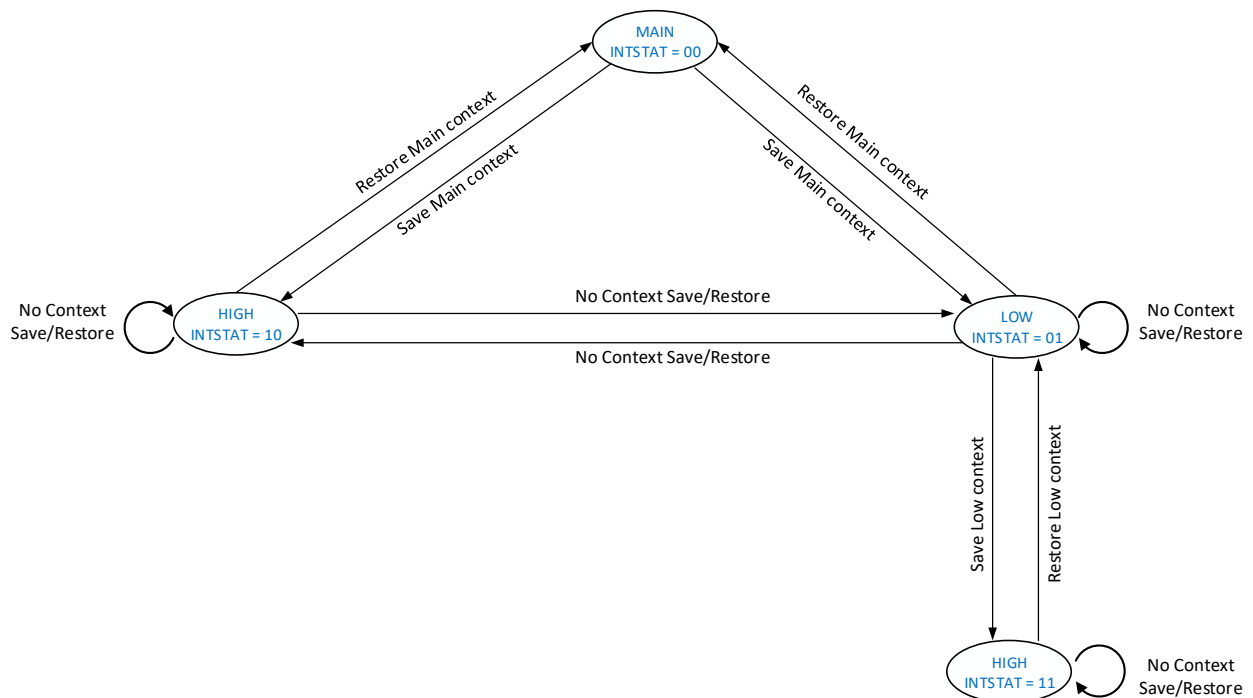 MAIN
INTSTAT = 00
Restore Main context
Save Main context
Save Main context
Restore Main context
No Context
Save/Restore
HIGH
INTSTAT = 10
No Context Save/Restore
No Context Save/Restore
LOW
INTSTAT = 01
No Context
Save/Restore
Save Low context
Restore Low context
HIGH
INTSTAT = 11
No Context
Save/Restore